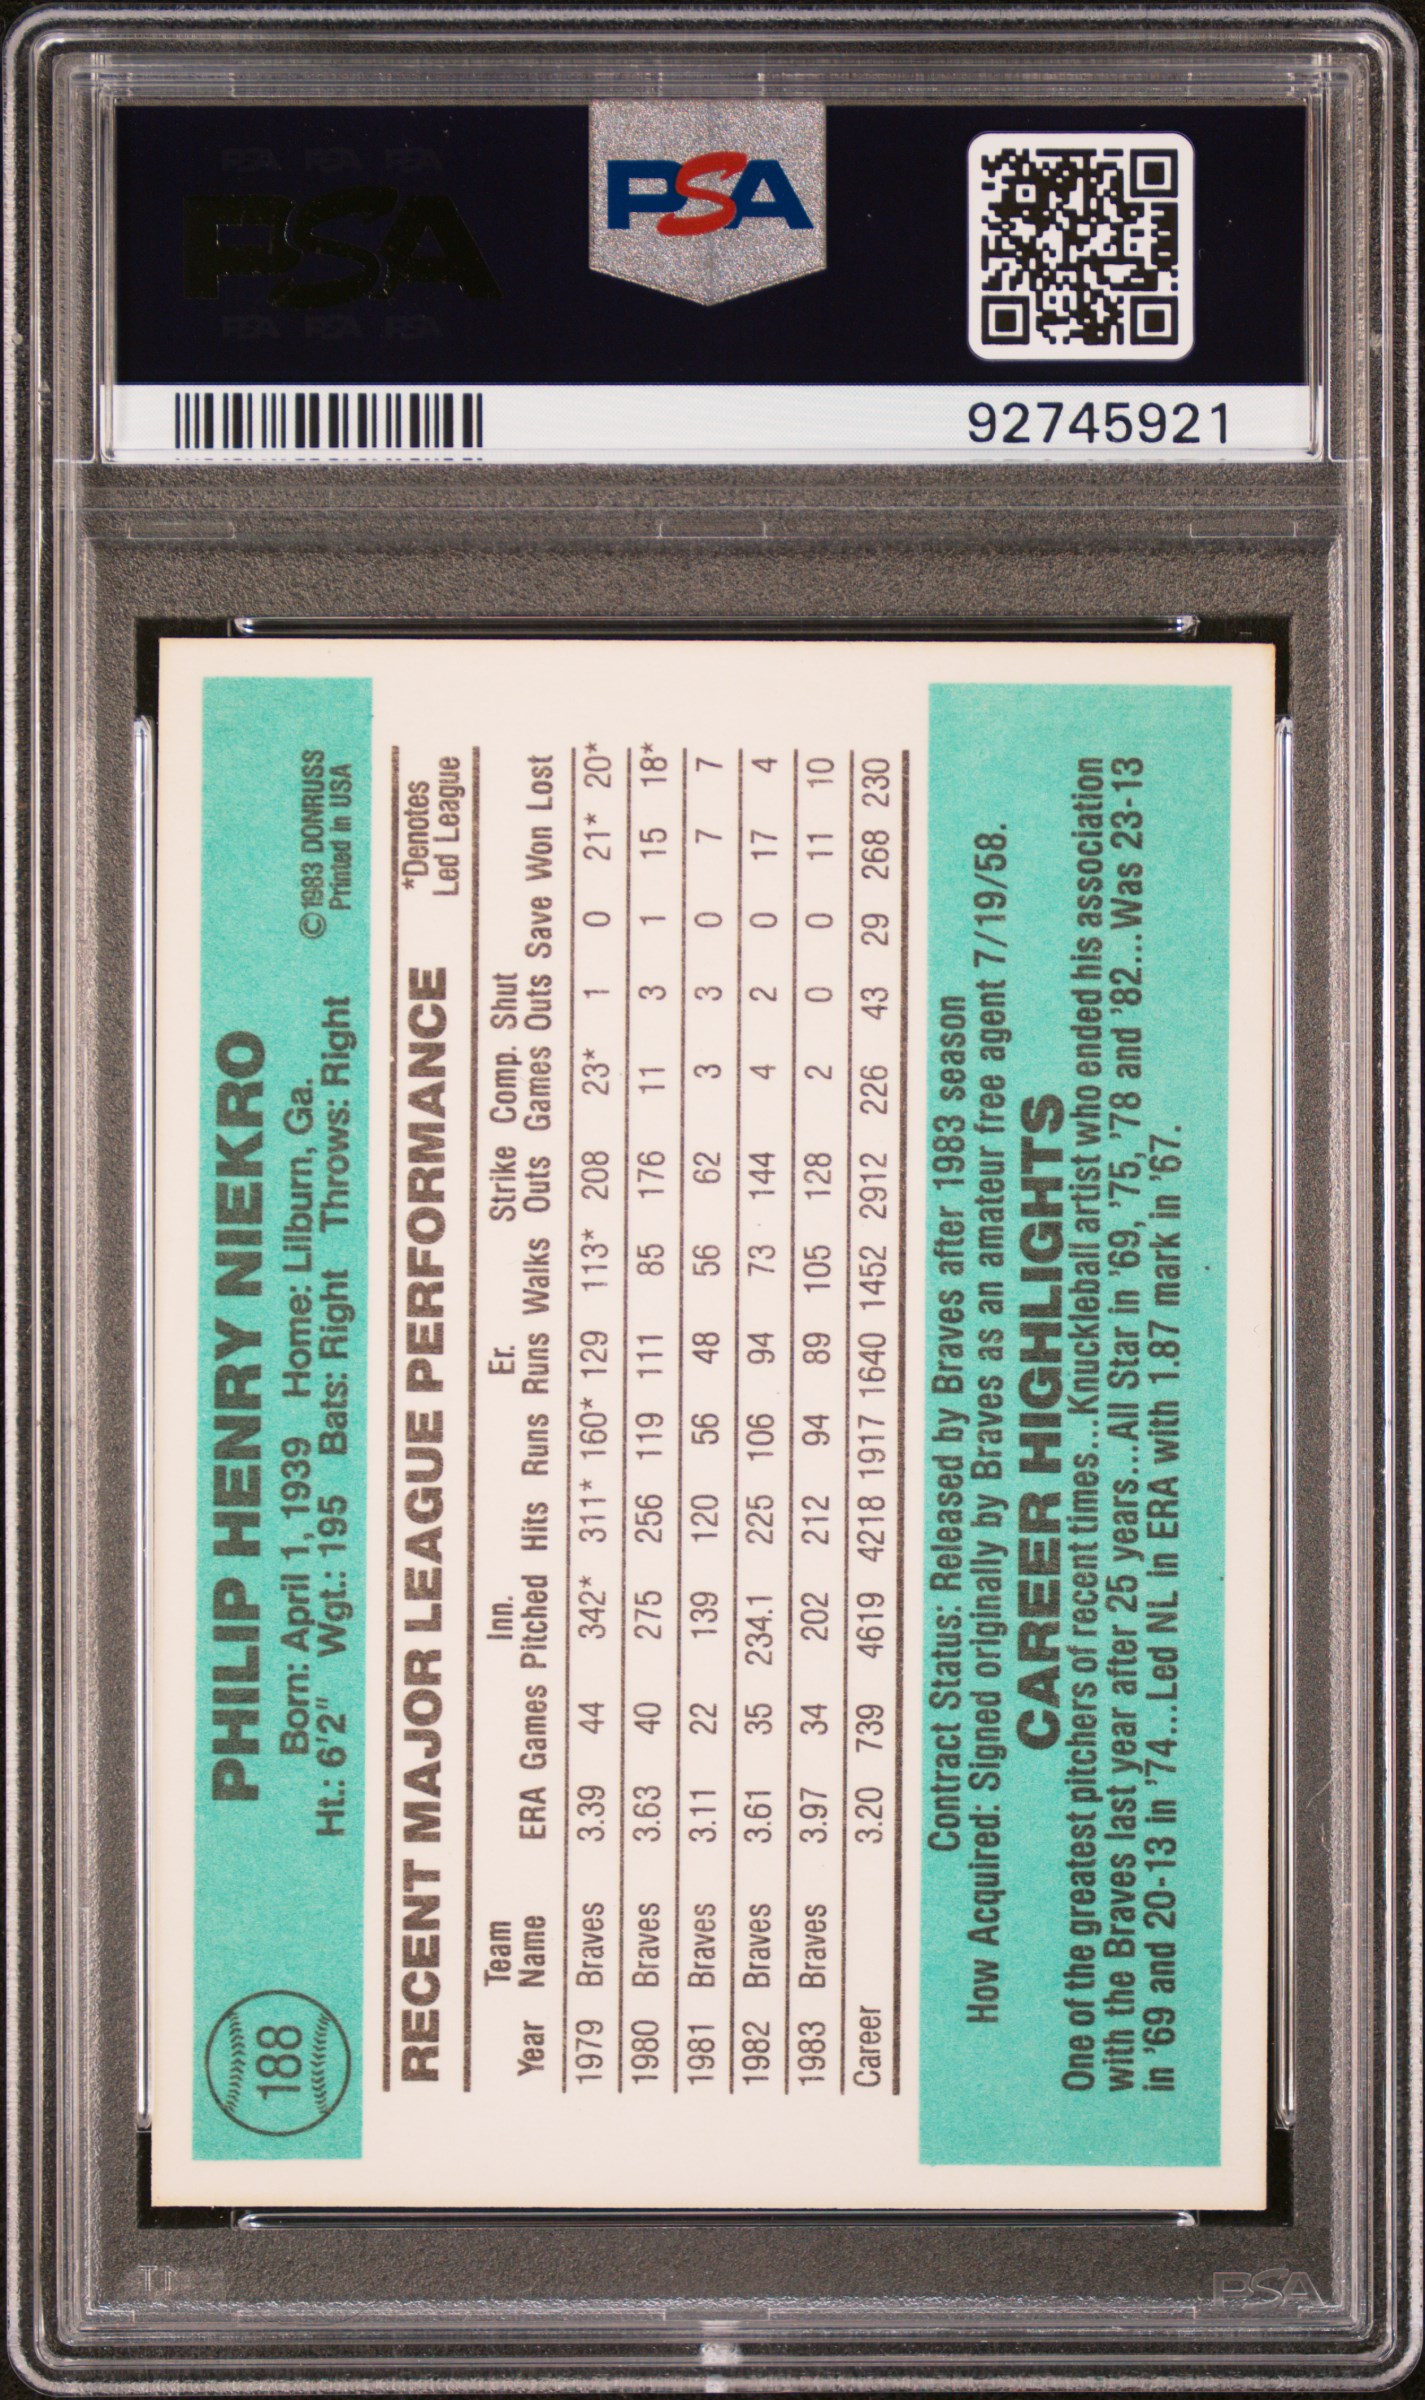 PSA PSA PSA
PSA
PSA PSA PSA
PSA
92745921
188
PHILIP HENRY NIEKRO
Born: April 1, 1939 Home: Lilburn, Ga. ©1983 DONRUSS
Ht.: 6'2" Wgt.: 195 Bats: Right Throws: Right Printed in USA
RECENT MAJOR LEAGUE PERFORMANCE *Denotes Led League
Team Inn. Er. Strike Comp. Shut
Year Name ERA Games Pitched Hits Runs Runs Walks Outs Games Outs Save Won Lost
1979 Braves 3.39 44 342* 311* 160* 129 113* 208 23* 1 0 21* 20*
1980 Braves 3.63 40 275 256 119 111 85 176 11 3 1 15 18*
1981 Braves 3.11 22 139 120 56 48 56 62 3 3 0 7 7
1982 Braves 3.61 35 234.1 225 106 94 73 144 4 2 0 17 4
1983 Braves 3.97 34 202 212 94 89 105 128 2 0 0 11 10
Career 3.20 739 4619 4218 1917 1640 1452 2912 226 43 29 268 230
Contract Status: Released by Braves after 1983 season
How Acquired: Signed originally by Braves as an amateur free agent 7/19/58.
CAREER HIGHLIGHTS
One of the greatest pitchers of recent times...Knuckleball artist who ended his association
with the Braves last year after 25 years...All Star in '69, '75, '78 and '82...Was 23-13
in '69 and 20-13 in '74...Led NL in ERA with 1.87 mark in '67.
PSA